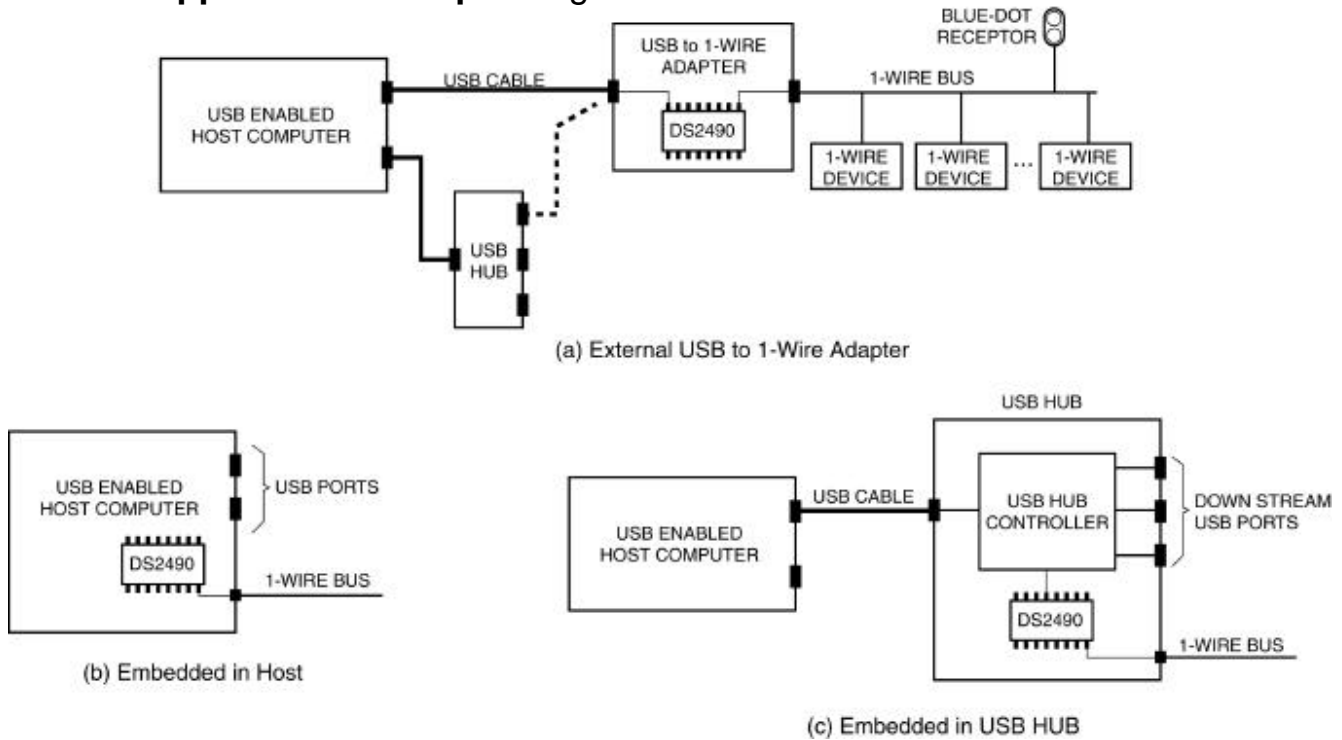 BLUE-DOT
RECEPTOR
USB to 1-WIRE
ADAPTER
USB CABLE
1-WIRE BUS
USB ENABLED
HOST COMPUTER
DS2490
1-WIRE
DEVICE
1-WIRE
DEVICE
...
1-WIRE
DEVICE
USB
HUB
(a) External USB to 1-Wire Adapter
USB ENABLED
HOST COMPUTER
USB PORTS
DS2490
1-WIRE BUS
(b) Embedded in Host
USB HUB
USB CABLE
USB ENABLED
HOST COMPUTER
USB HUB
CONTROLLER
DOWN STREAM
USB PORTS
DS2490
1-WIRE BUS
(c) Embedded in USB HUB